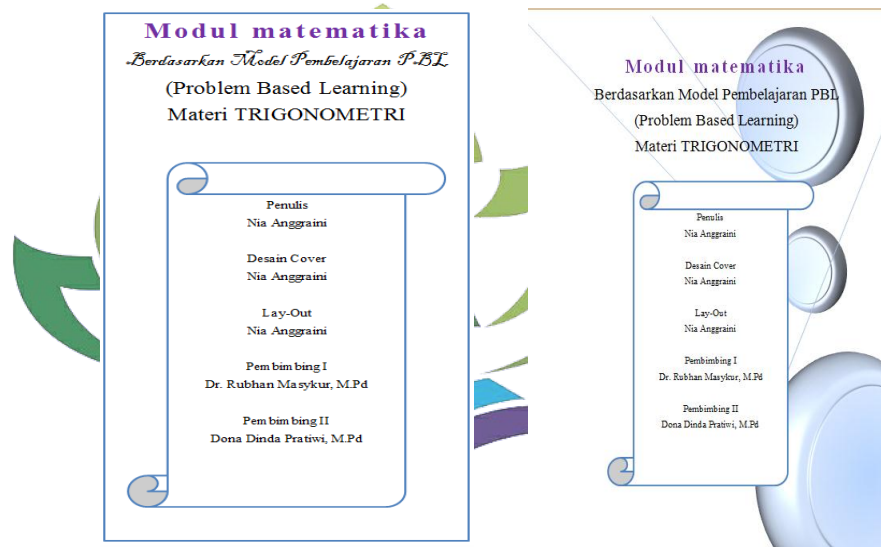 Modul matematika
Berdasarkan Model Pembelajaran PBL
(Problem Based Learning)
Materi TRIGONOMETRI
Penulis
Nia Anggraini
Desain Cover
Nia Anggraini
Lay-Out
Nia Anggraini
Pembimbing I
Dr. Rubhan Masykur, M.Pd
Pembimbing II
Dona Dinda Pratiwi, M.Pd
Modul matematika
Berdasarkan Model Pembelajaran PBL
(Problem Based Learning)
Materi TRIGONOMETRI
Penulis
Nia Anggraini
Desain Cover
Nia Anggraini
Lay-Out
Nia Anggraini
Pembimbing I
Dr. Rubhan Masykur, M.Pd
Pembimbing II
Dona Dinda Pratiwi, M.Pd